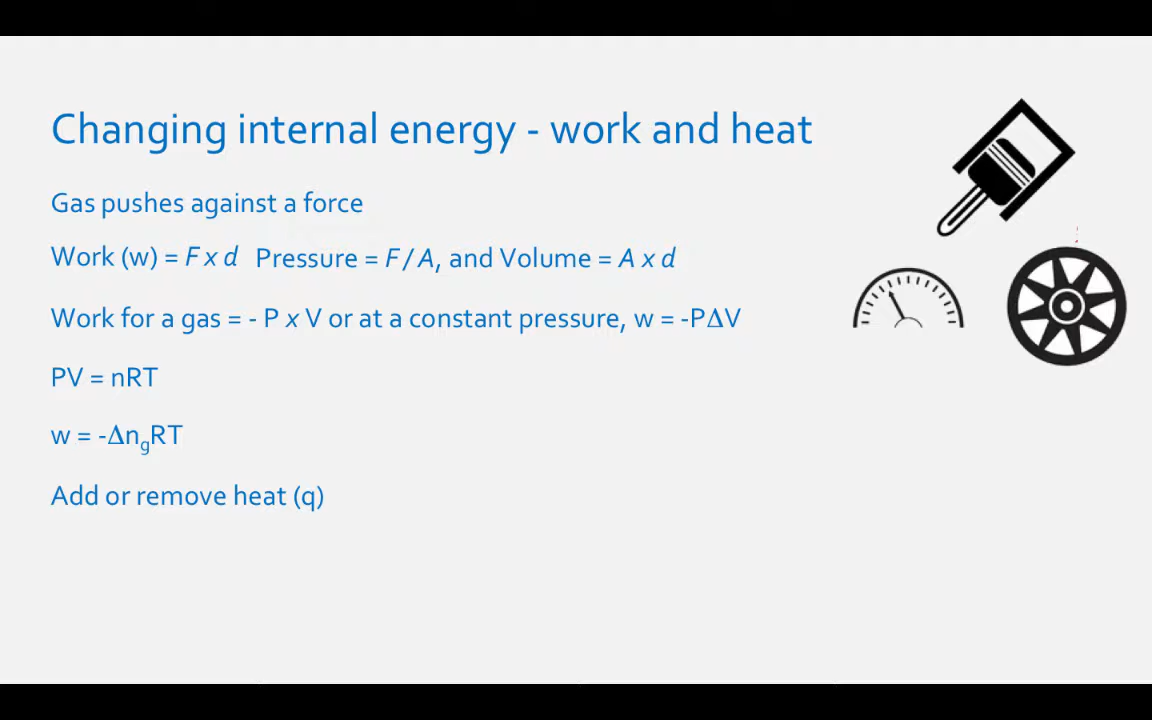 Changing internal energy - work and heat
Gas pushes against a force
Work (w) = F x d Pressure = F / A, and Volume = A x d
Work for a gas = - P x V or at a constant pressure, w = -PΔV
PV = nRT
w = -ΔngRT
Add or remove heat (q)